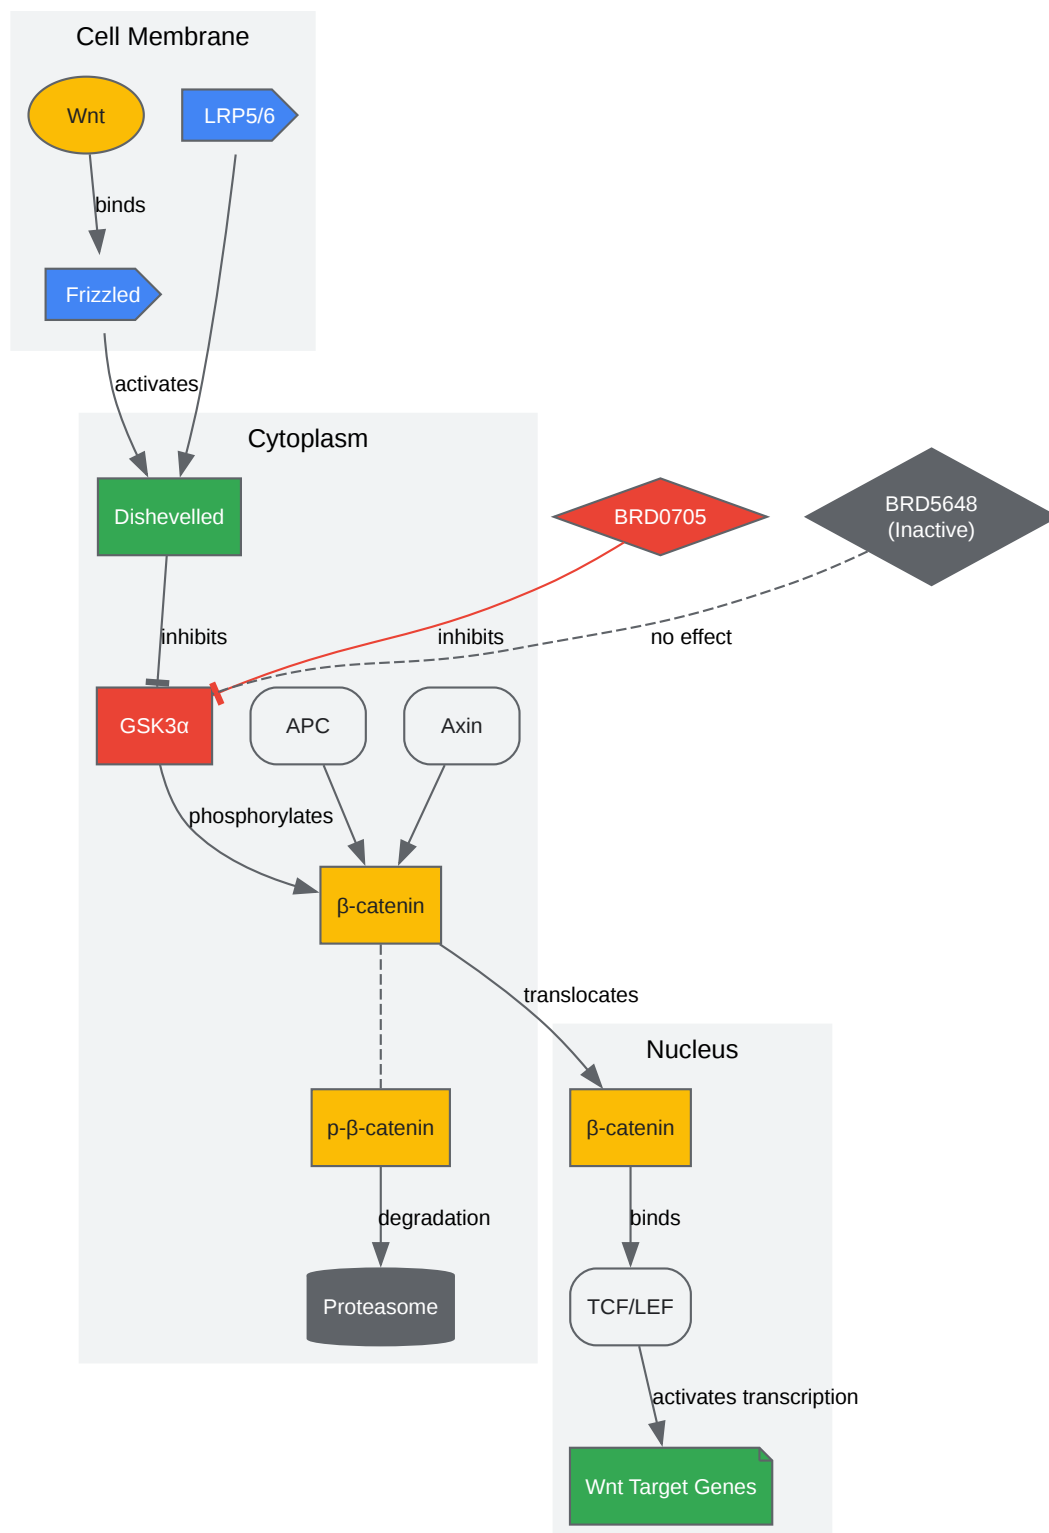 Cell Membrane
Wnt
LRP5/6
binds
Frizzled
activates
Cytoplasm
Dishevelled
BRD0705
BRD5648
(Inactive)
inhibits
inhibits
no effect
GSK3α
APC
Axin
phosphorylates
β-catenin
translocates
Nucleus
p-β-catenin
β-catenin
degradation
binds
Proteasome
TCF/LEF
activates transcription
Wnt Target Genes